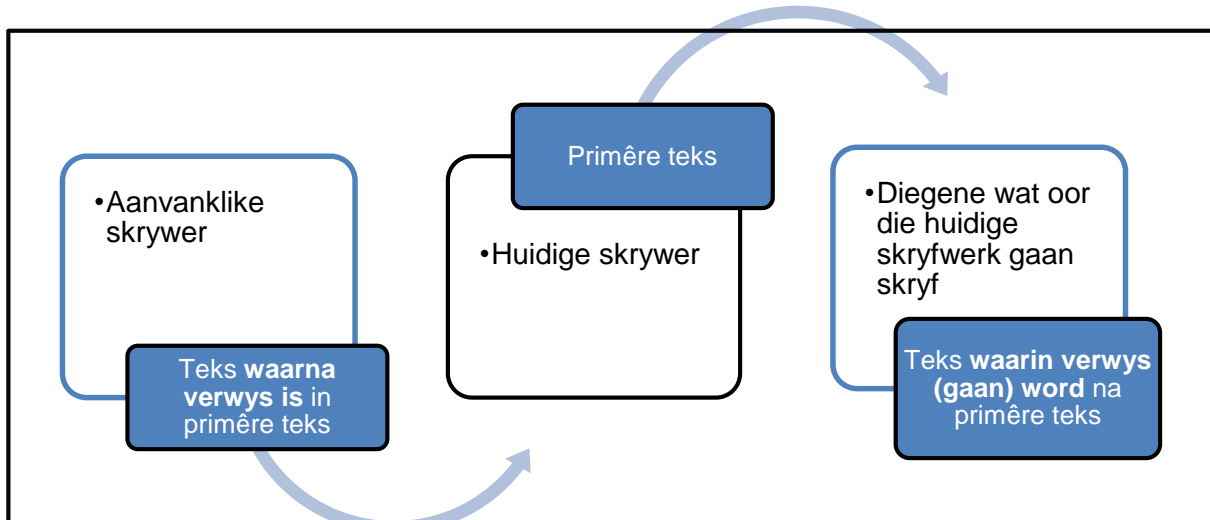 •Aanvanklike
skrywer
Teks waarna
verwys is in
primêre teks
Primêre teks
•Huidige skrywer
•Diegene wat oor
die huidige
skryfwerk gaan
skryf
Teks waarin verwys
(gaan) word na
primêre teks